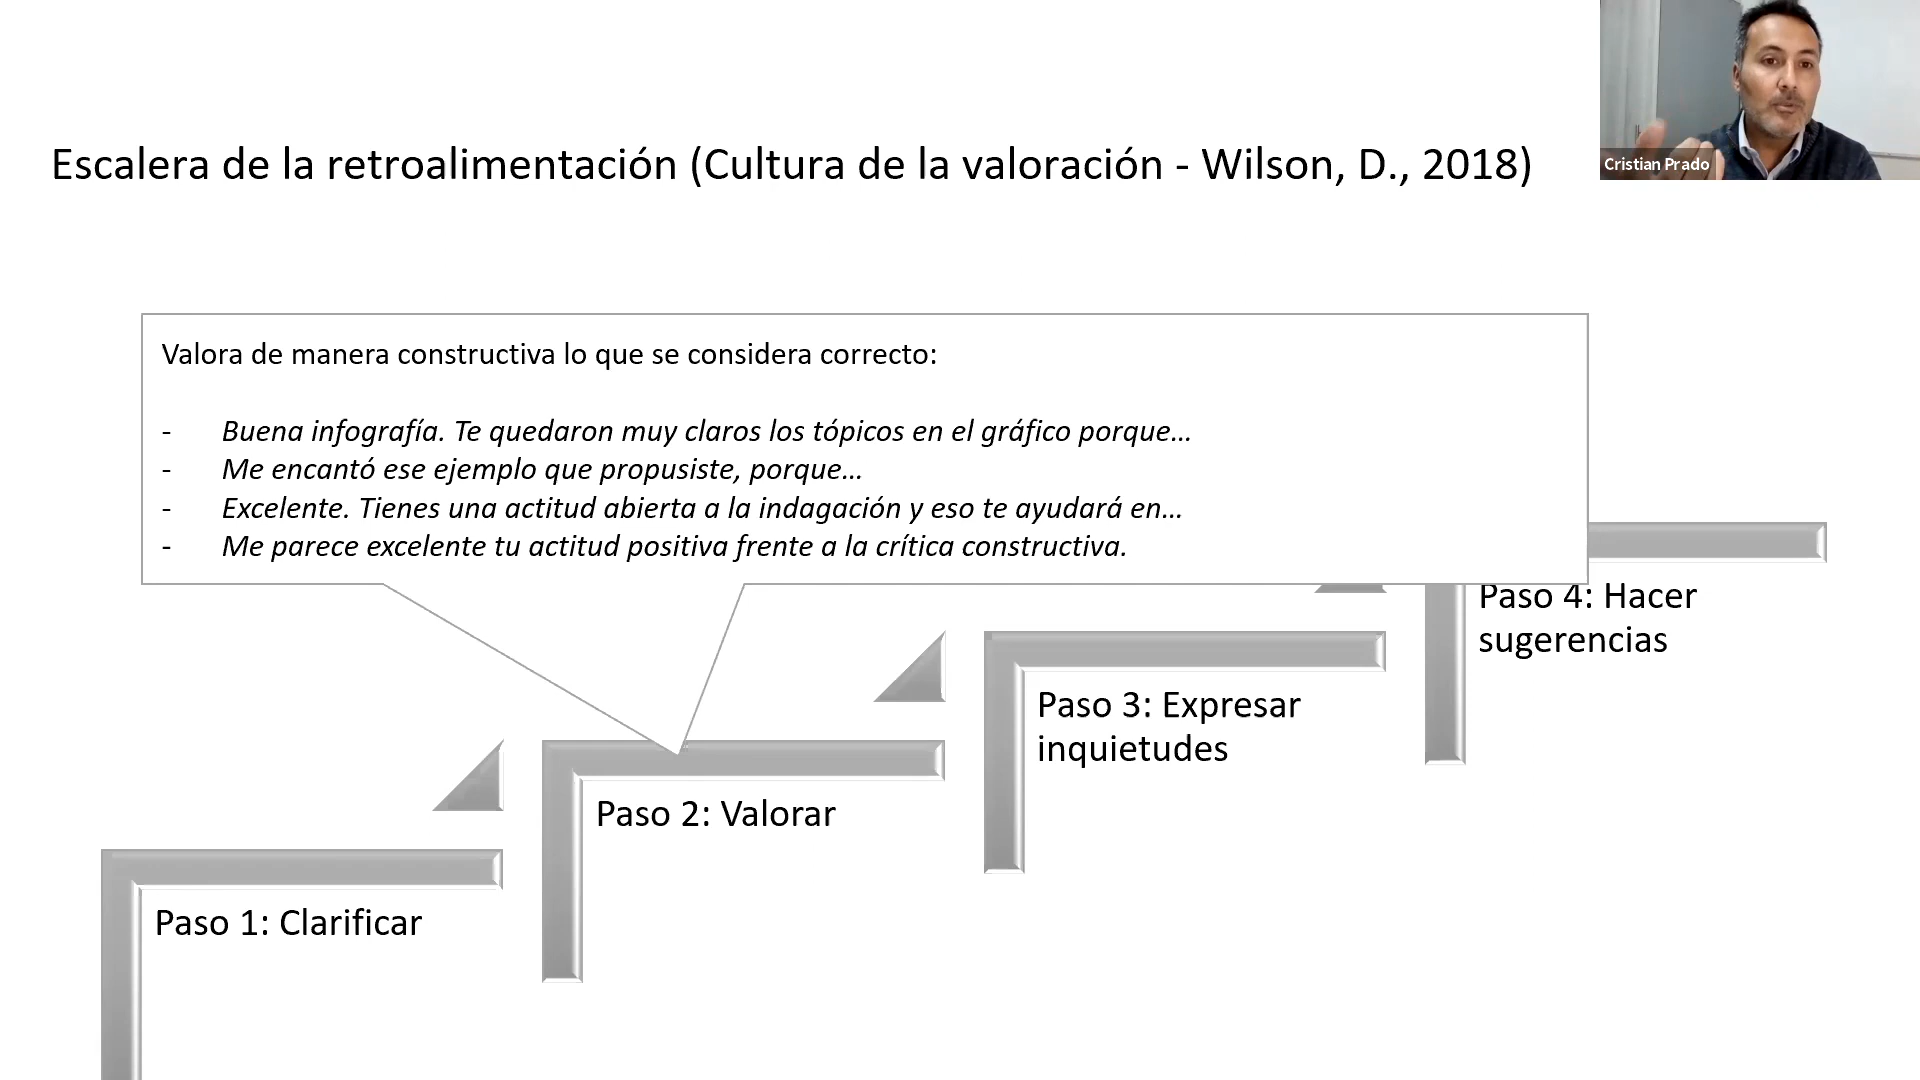 Escalera de la retroalimentación (Cultura de la valoración - Wilson, D., 2018)
Cristian Prado
Valora de manera constructiva lo que se considera correcto:
- Buena infografía. Te quedaron muy claros los tópicos en el gráfico porque...
- Me encantó ese ejemplo que propusiste, porque...
- Excelente. Tienes una actitud abierta a la indagación y eso te ayudará en...
- Me parece excelente tu actitud positiva frente a la crítica constructiva.
Paso 1: Clarificar
Paso 2: Valorar
Paso 3: Expresar
inquietudes
Paso 4: Hacer
sugerencias